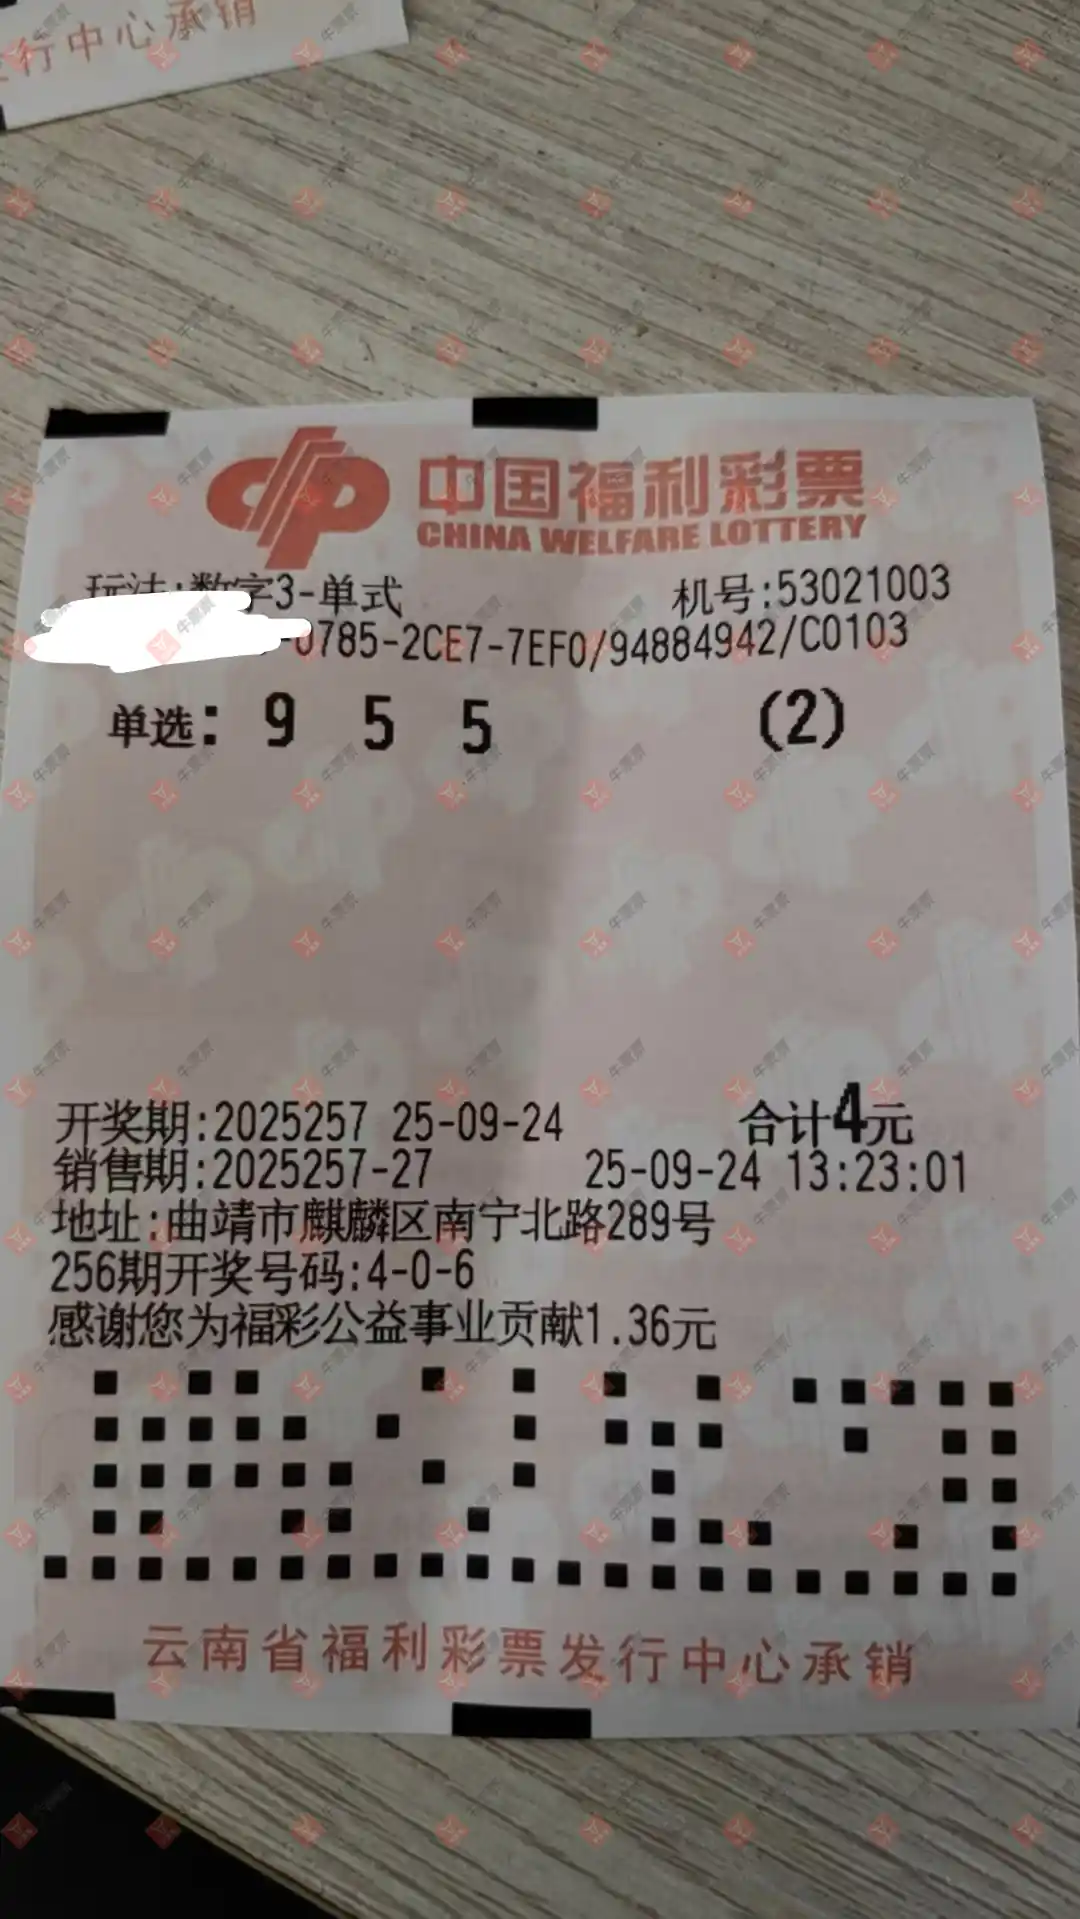 行中心承销
中国福利彩票
CHINA WELFARE LOTTERY
玩法:数字3-单式 机号:53021003
-0785-2CE7-7EF0/94884942/C0103
单选: 9 5 5 (2)
开奖期:2025257 25-09-24 合计4元
销售期:2025257-27 25-09-24 13:23:01
地址:曲靖市麒麟区南宁北路289号
256期开奖号码:4-0-6
感谢您为福彩公益事业贡献1.36元
云南省福利彩票发行中心承销